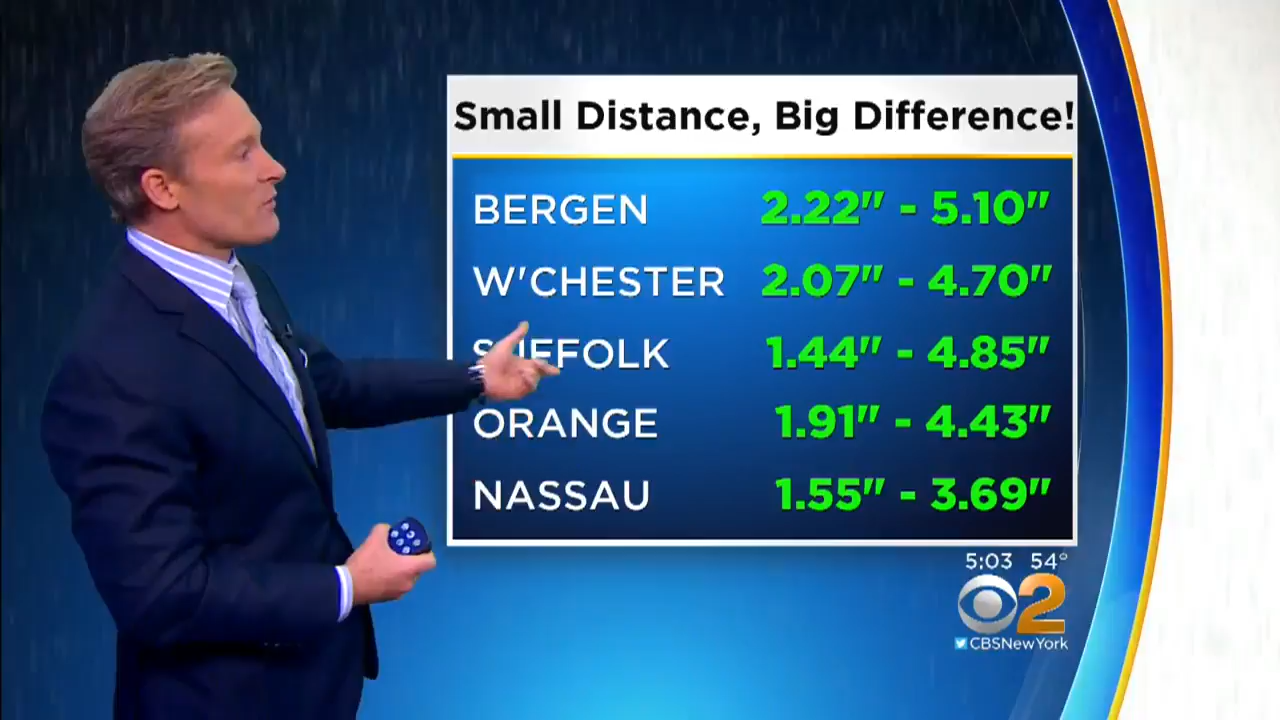 Small Distance, Big Difference!
BERGEN 2.22" - 5.10"
W'CHESTER 2.07" - 4.70"
SUFFOLK 1.44" - 4.85"
ORANGE 1.91" - 4.43"
NASSAU 1.55" - 3.69"
5:03 54°
2
CBSNewYork